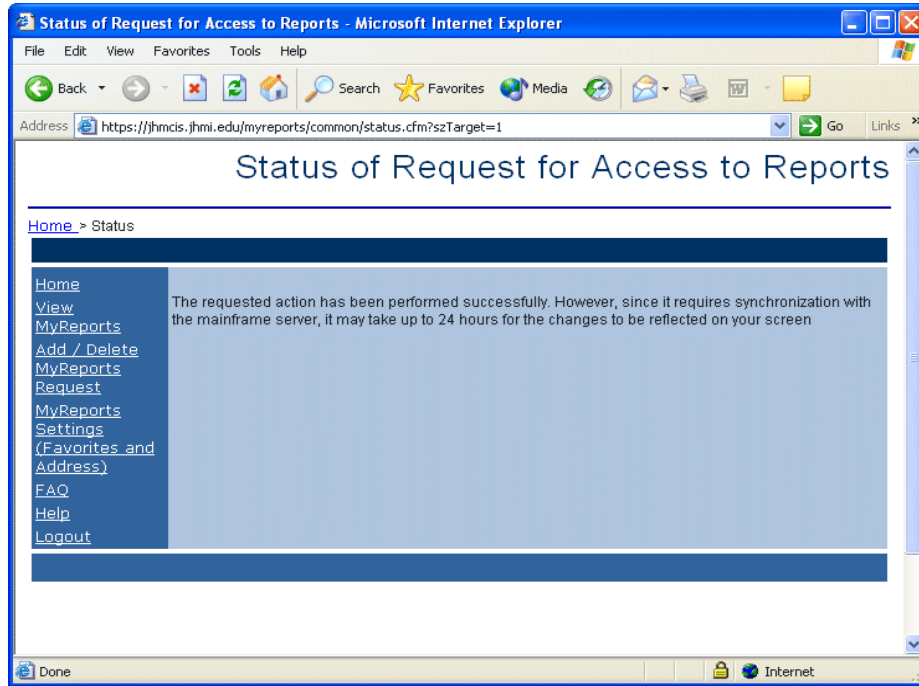 Status of Request for Access to Reports - Microsoft Internet Explorer
File Edit View Favorites Tools Help
Back Search Favorites Media
Address https://jhmcis.jhmi.edu/myreports/common/status.cfm?szTarget=1 Go Links »
Status of Request for Access to Reports
Home > Status
Home
View
MyReports
Add / Delete
MyReports
Request
MyReports
Settings
(Favorites and
Address)
FAQ
Help
Logout
The requested action has been performed successfully. However, since it requires synchronization with
the mainframe server, it may take up to 24 hours for the changes to be reflected on your screen
Done Internet